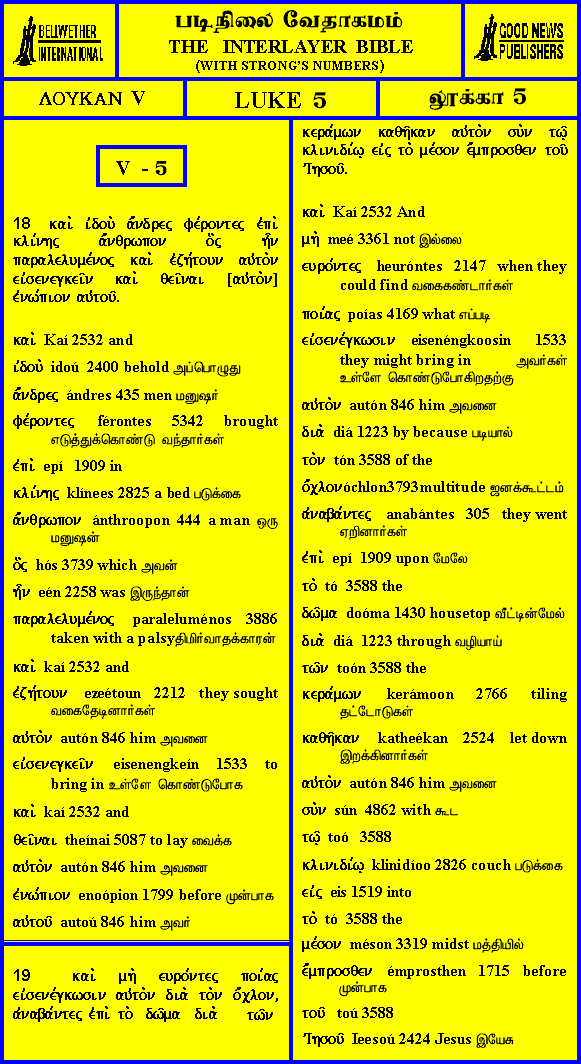 BELLWETHER
INTERNATIONAL
படிநிலை வேதாகமம்
THE INTERLAYER BIBLE
(WITH STRONG'S NUMBERS)
GOOD NEWS
PUBLISHERS
ΛΟΥΚΑΝ V
LUKE 5
லூக்கா 5
V - 5
18 καὶ ἰδοὺ ἄνδρες φέροντες ἐπὶ
κλίνης ἄνθρωπον ὃς ἦν
παραλελυμένος καὶ ἐζήτουν αὐτὸν
εἰσενεγκεῖν καὶ θεῖναι [αὐτὸν]
ἐνώπιον αὐτοῦ.
καὶ Kaí 2532 and
ἰδοὺ idoú 2400 behold அப்பொழுது
ἄνδρες ándres 435 men மனுஷர்
φέροντες férontes 5342 brought
எடுத்துக்கொண்டு வந்தார்கள்
ἐπὶ epí 1909 in
κλίνης klínees 2825 a bed படுக்கை
ἄνθρωπον ánthroopon 444 a man ஒரு
மனுஷன்
ὃς hós 3739 which அவன்
ἦν eén 2258 was இருந்தான்
παραλελυμένος paraleluménos 3886
taken with a palsyதிமிர்வாதக்காரன்
καὶ kaí 2532 and
ἐζήτουν ezeétoun 2212 they sought
வகைதேடினார்கள்
αὐτὸν autón 846 him அவனை
εἰσενεγκεῖν eisenengkeín 1533 to
bring in உள்ளே கொண்டுபோக
καὶ kaí 2532 and
θεῖναι theínai 5087 to lay வைக்க
αὐτὸν autón 846 him அவனை
ἐνώπιον enoópion 1799 before முன்பாக
αὐτοῦ autoú 846 him அவர்
19 καὶ μὴ ευρόντες ποίας
εἰσενέγκωσιν αὐτὸν διὰ τὸν ὄχλον,
ἀναβάντες ἐπὶ τὸ δῶμα διὰ τῶν
κεράμων καθῆκαν αὐτὸν σὺν τῷ
κλινιδίῳ εἰς τὸ μέσον ἔμπροσθεν τοῦ
Ἰησοῦ.
καὶ Kaí 2532 And
μὴ meé 3361 not இல்லை
ευρόντες heuróntes 2147 when they
could find வகைகண்டார்கள்
ποίας poías 4169 what எப்படி
εἰσενέγκωσιν eisenéngkoosin 1533
they might bring in அவர்கள்
உள்ளே கொண்டுபோகிறதற்கு
αὐτὸν autón 846 him அவனை
διὰ diá 1223 by because படியால்
τὸν tón 3588 of the
ὄχλονóchlon3793multitude ஜனக்கூட்டம்
ἀναβάντες anabántes 305 they went
ஏறினார்கள்
ἐπὶ epí 1909 upon மேலே
τὸ tó 3588 the
δῶμα doóma 1430 housetop வீட்டின்மேல்
διὰ diá 1223 through வழியாய்
τῶν toón 3588 the
κεράμων kerámoon 2766 tiling
தட்டோடுகள்
καθῆκαν katheékan 2524 let down
இறக்கினார்கள்
αὐτὸν autón 846 him அவனை
σὺν sún 4862 with கூட
τῷ toó 3588
κλινιδίῳ klinidíoo 2826 couch படுக்கை
εἰς eis 1519 into
τὸ tó 3588 the
μέσον méson 3319 midst மத்தியில்
ἔμπροσθεν émprosthen 1715 before
முன்பாக
τοῦ toú 3588
Ἰησοῦ Ieesoú 2424 Jesus இயேசு